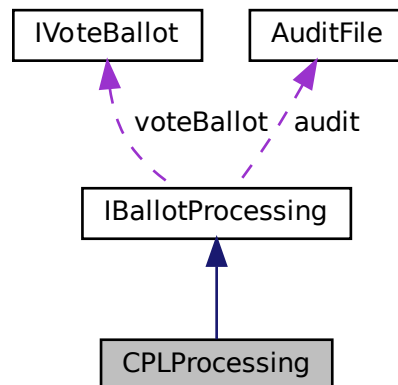 IVoteBallot
AuditFile
voteBallot
audit
IBallotProcessing
CPLProcessing